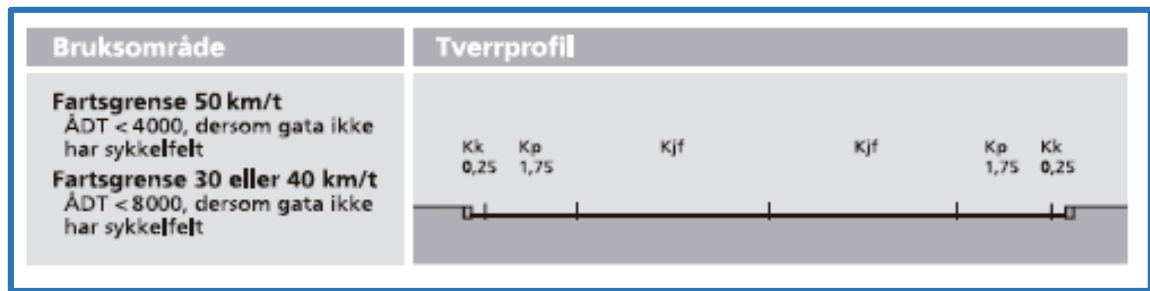 Bruksområde
Tverrprofil
Fartsgrense 50 km/t
ÅDT < 4000, dersom gata ikke
har sykkelfelt
Fartsgrense 30 eller 40 km/t
ÅDT < 8000, dersom gata ikke
har sykkelfelt
Kk Kp Kjf Kjf Kp Kk
0,25 1,75 1,75 0,25